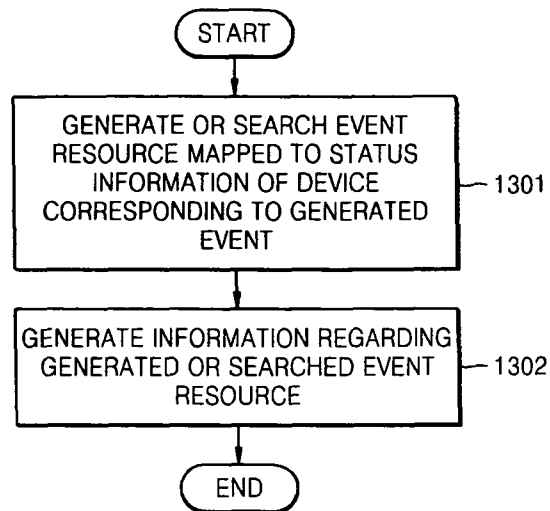 START
GENERATE OR SEARCH EVENT
RESOURCE MAPPED TO STATUS
INFORMATION OF DEVICE
CORRESPONDING TO GENERATED
EVENT
1301
GENERATE INFORMATION REGARDING
GENERATED OR SEARCHED EVENT
RESOURCE
1302
END